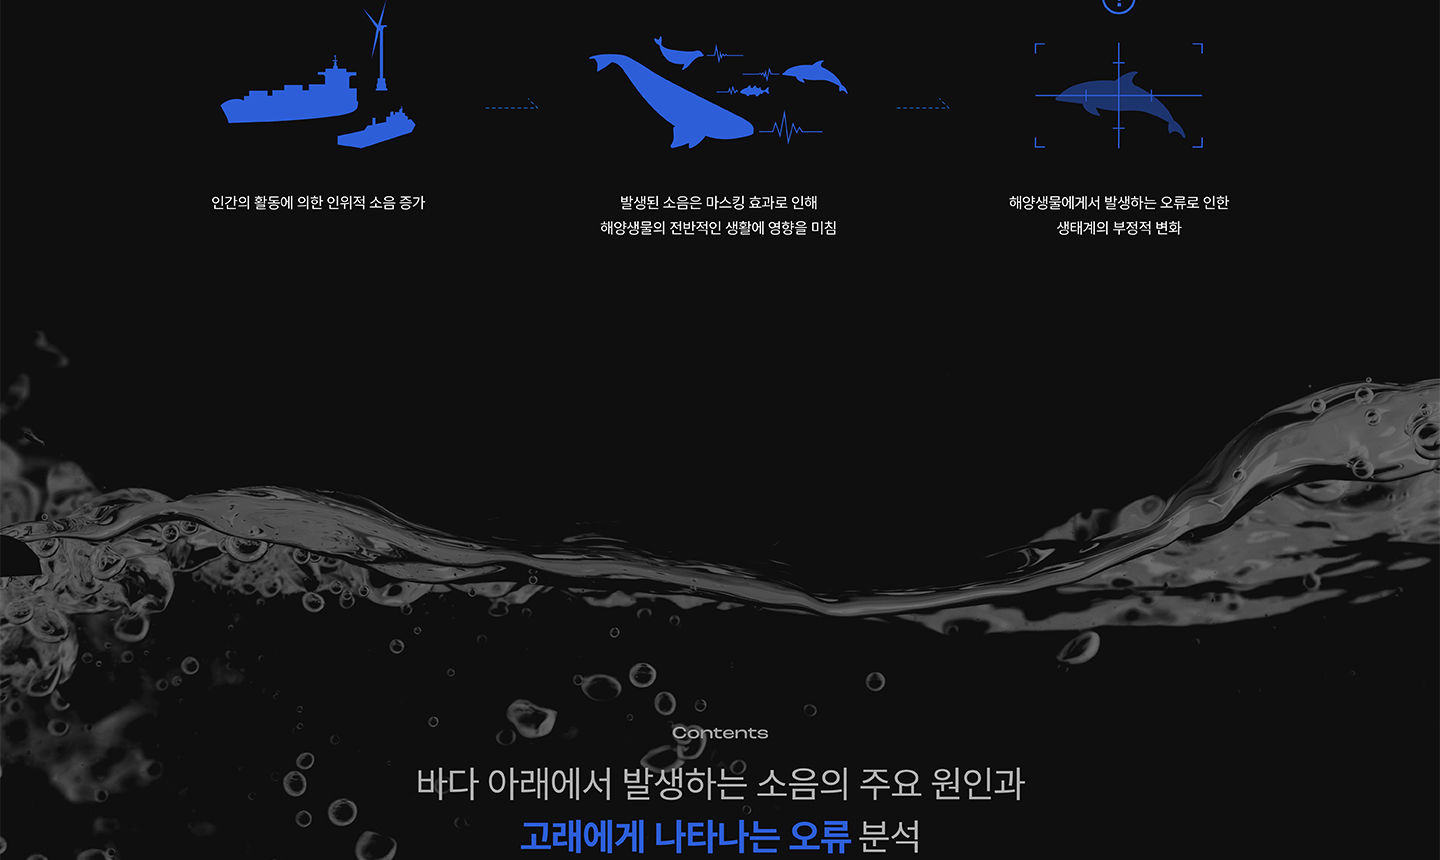 인간의 활동에 의한 인위적 소음 증가
발생된 소음은 마스킹 효과로 인해
해양생물의 전반적인 생활에 영향을 미침
해양생물에게서 발생하는 오류로 인한
생태계의 부정적 변화
Contents
바다 아래에서 발생하는 소음의 주요 원인과
고래에게 나타나는 오류 분석